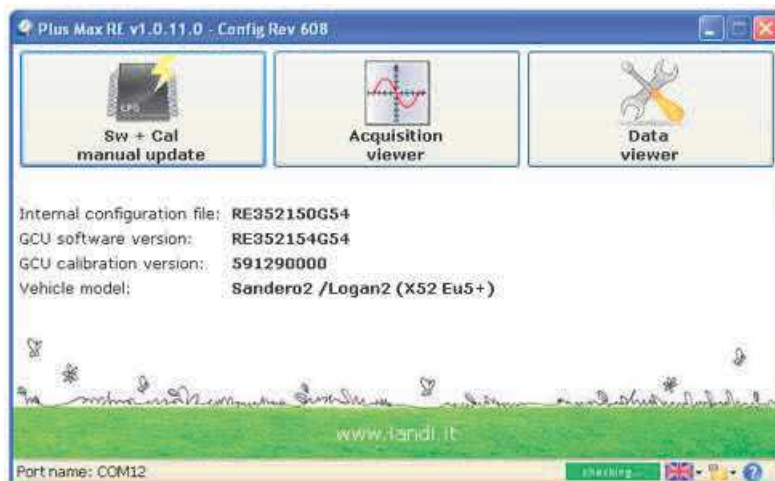 Plus Max RE v1.0.11.0 - Config Rev 608
LPG
Sw + Cal
manual update
Acquisition
viewer
Data
viewer
Internal configuration file: RE352150G54
GCU software version: RE352154G54
GCU calibration version: 591290000
Vehicle model: Sandero2 /Logan2 (X52 Eu5+)
www.landi.it
Port name: COM12
checking...